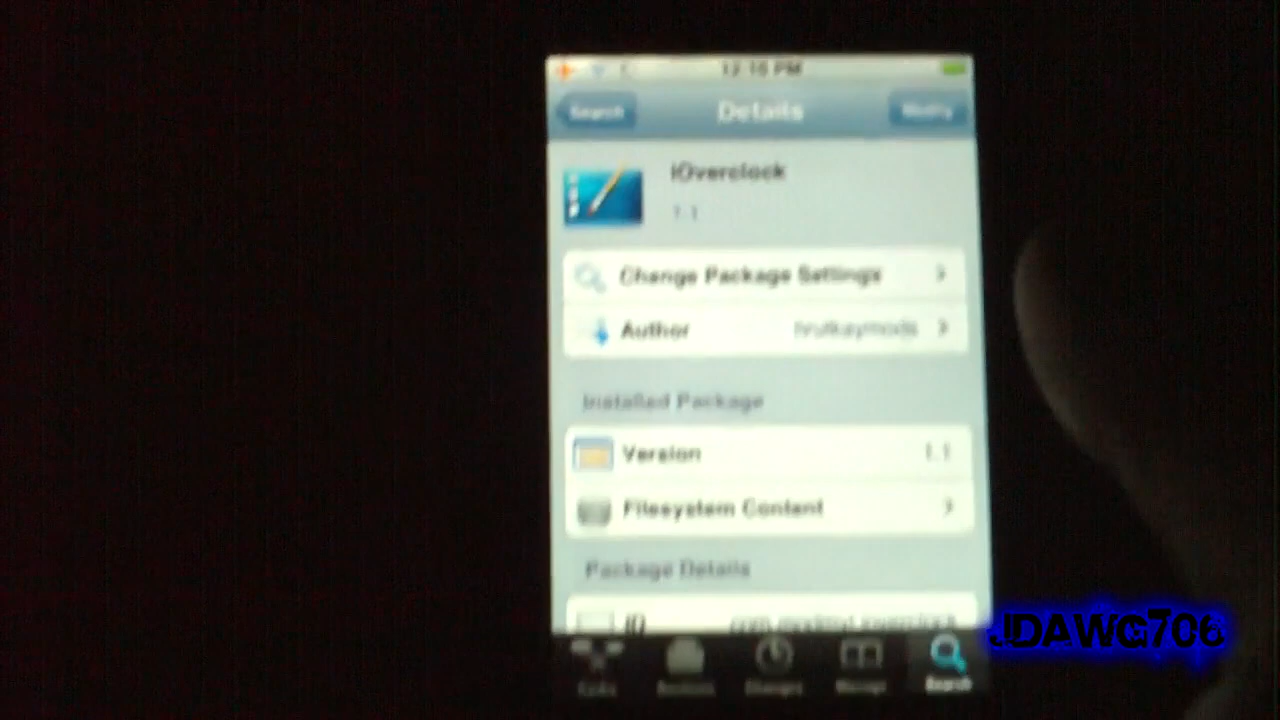 12:15 PM
Search
Details
Modify
iOverclock
1.1
Change Package Settings
Author
Installed Package
Version
1.1
Filesystem Content
Package Details
ID
Cydia
Sections
Changes
Manage
Search
JDAWG706